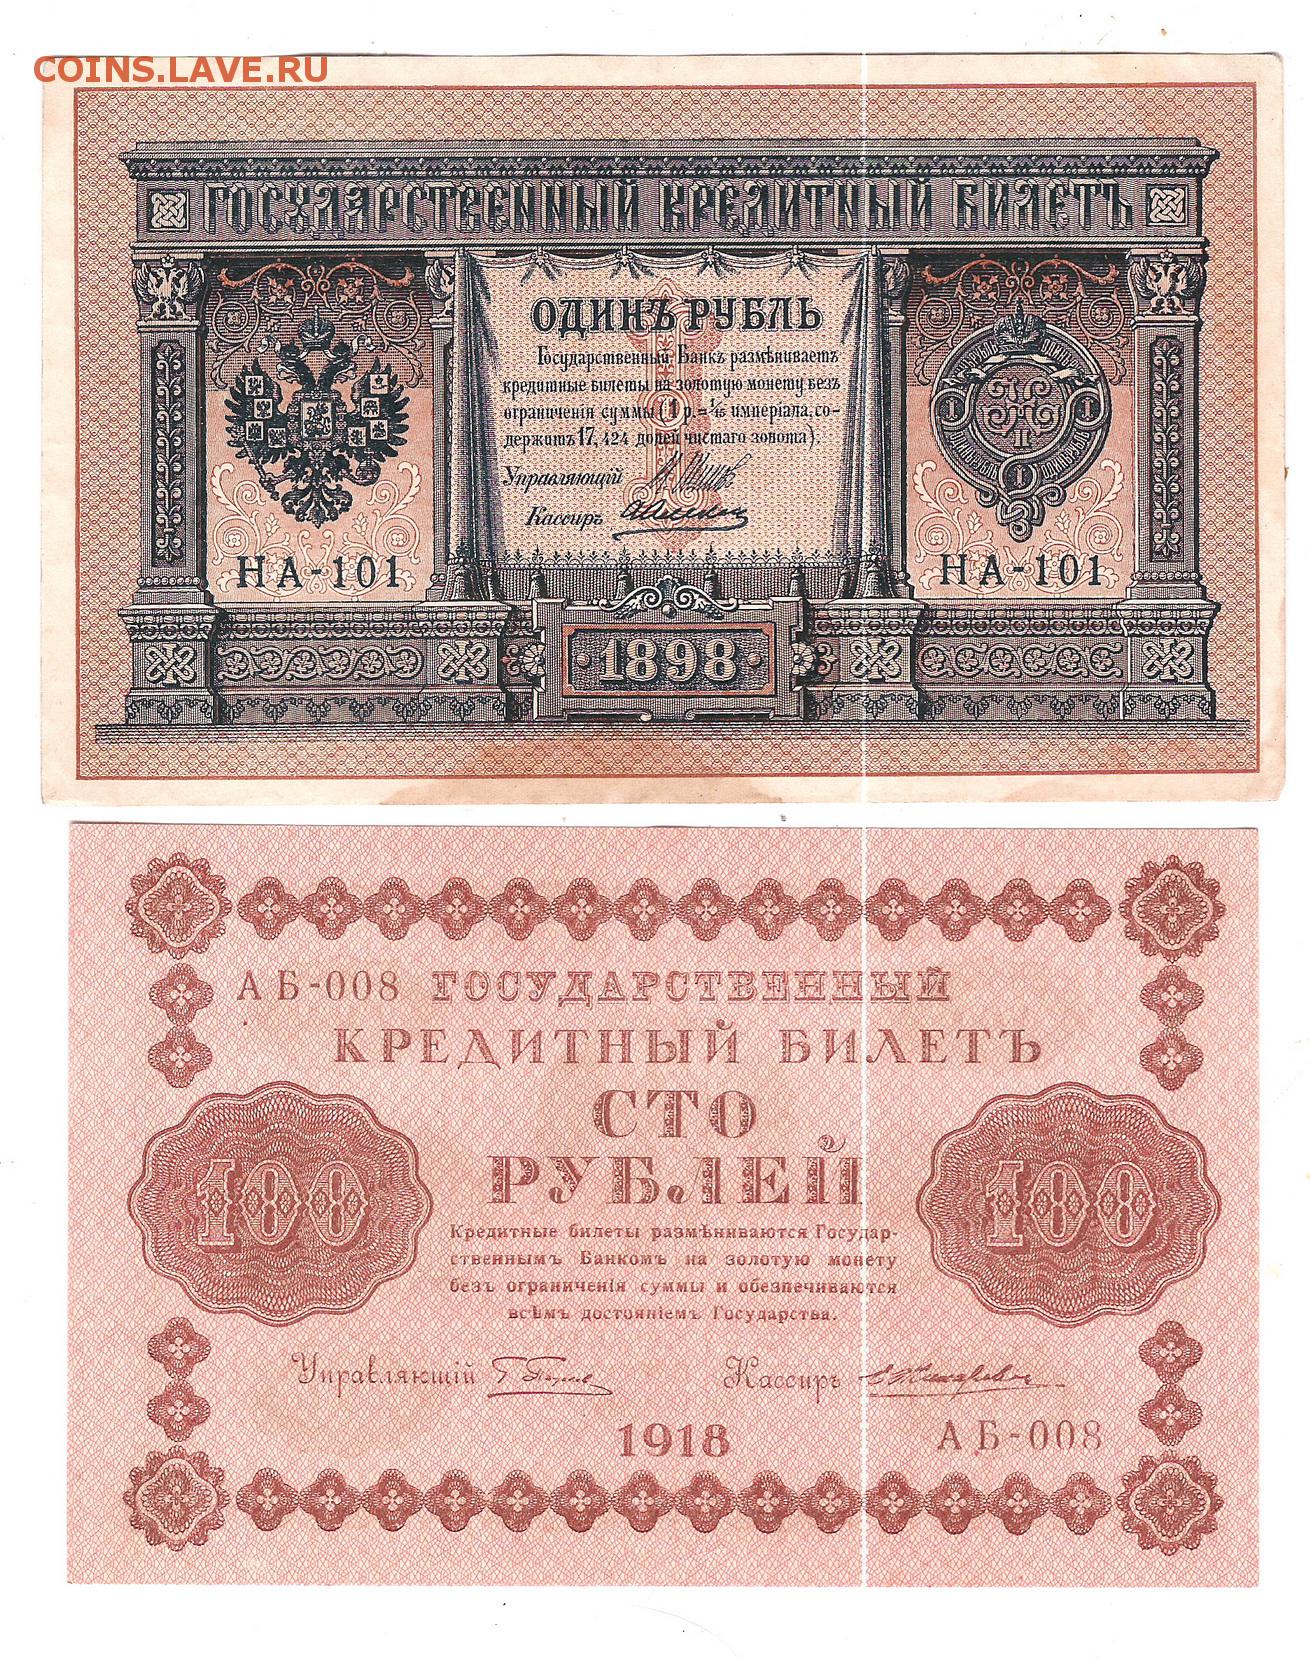 COINS.LAVE.RU
ГОСУДАРСТВЕННЫЙ КРЕДИТНЫЙ БИЛЕТЪ
ОДИНЪ РУБЛЬ
Государственный Банкъ размѣниваетъ
кредитные билеты на золотую монету безъ
ограниченія суммы (1 р.=1/15 имперіала, со-
держитъ 17,424 долей чистаго золота).
Управляющій
Кассиръ
НА-101
НА-101
1898
АБ-008 ГОСУДАРСТВЕННЫЙ
КРЕДИТНЫЙ БИЛЕТЪ
СТО
РУБЛЕЙ
100
100
Кредитные билеты размѣниваются Государ-
ственнымъ Банкомъ на золотую монету
безъ ограниченія суммы и обезпечиваются
всѣмъ достояніемъ Государства.
Управляющій
Кассиръ
1918
АБ-008